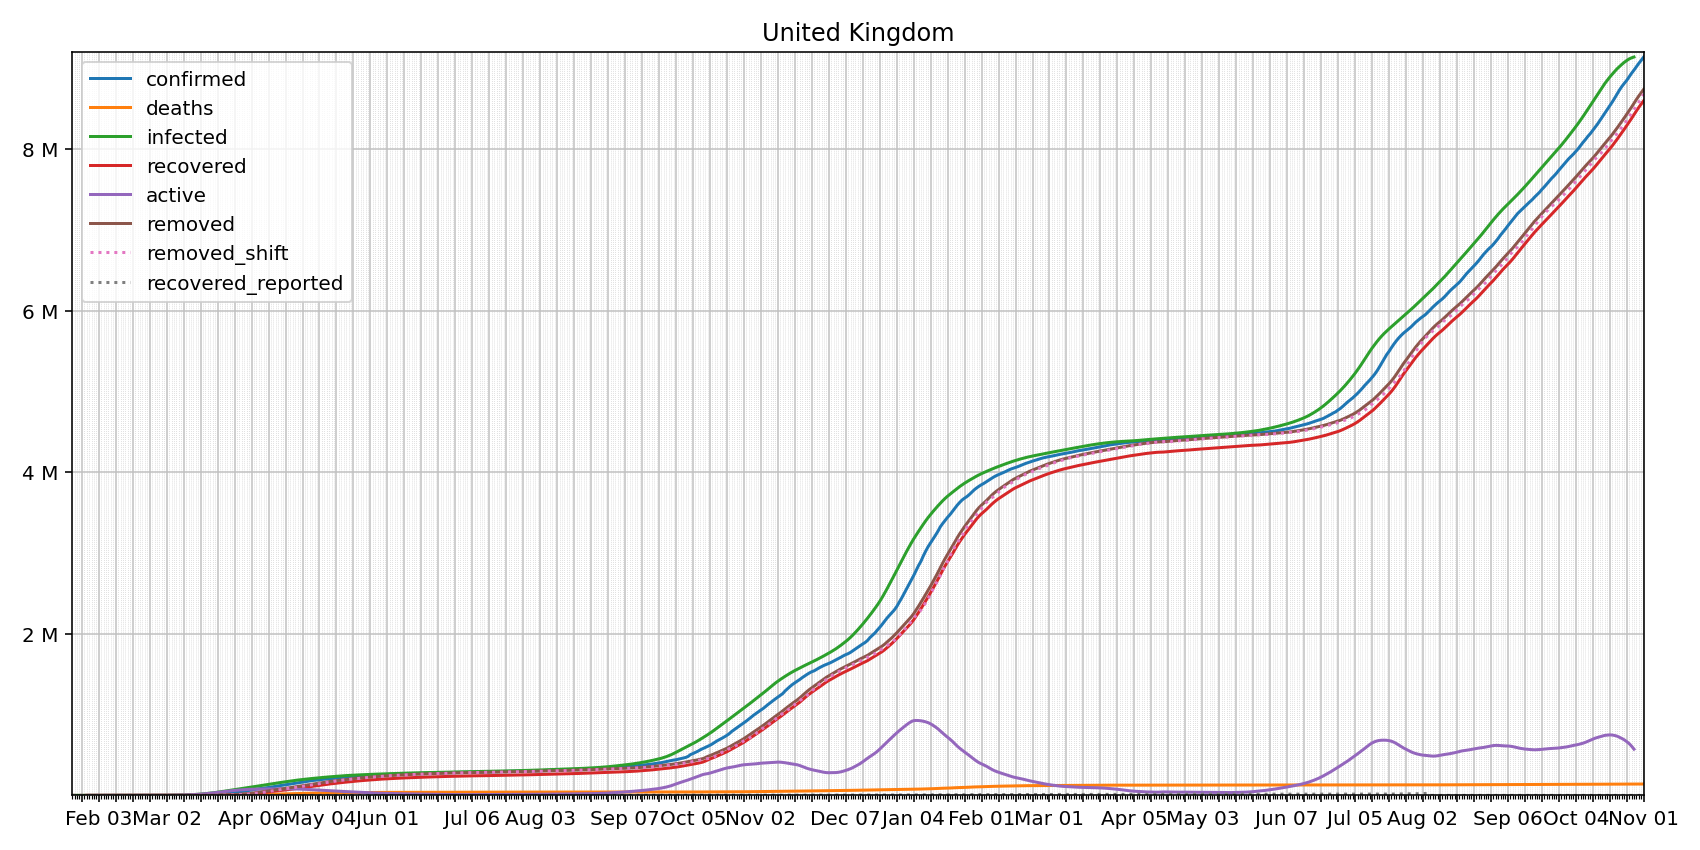 United Kingdom
confirmed
deaths
infected
recovered
active
removed
removed_shift
recovered_reported
8 M
6 M
4 M
2 M
Feb 03 Mar 02 Apr 06 May 04 Jun 01 Jul 06 Aug 03 Sep 07 Oct 05 Nov 02 Dec 07 Jan 04 Feb 01 Mar 01 Apr 05 May 03 Jun 07 Jul 05 Aug 02 Sep 06 Oct 04 Nov 01